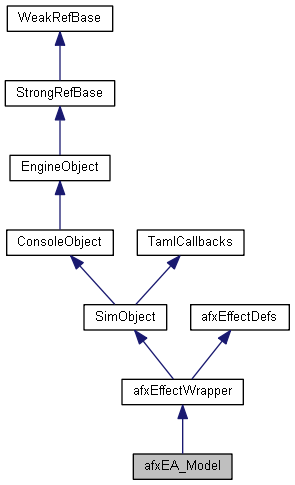 WeakRefBase
StrongRefBase
EngineObject
ConsoleObject
TamlCallbacks
SimObject
afxEffectDefs
afxEffectWrapper
afxEA_Model